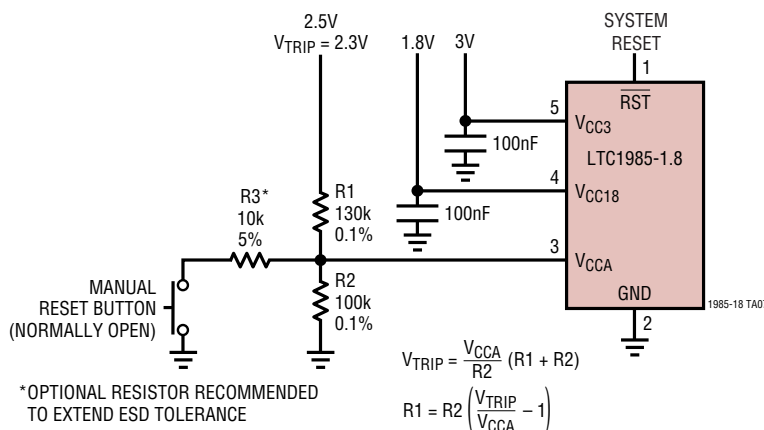 2.5V
V_TRIP = 2.3V
1.8V
3V
SYSTEM
RESET
1
RST
5
V_CC3
100nF
LTC1985-1.8
4
V_CC18
100nF
R1
130k
0.1%
R3*
10k
5%
3
V_CCA
R2
100k
0.1%
MANUAL
RESET BUTTON
(NORMALLY OPEN)
GND
2
V_TRIP = V_CCA/R2 (R1 + R2)
R1 = R2 (V_TRIP/V_CCA – 1)
*OPTIONAL RESISTOR RECOMMENDED
TO EXTEND ESD TOLERANCE